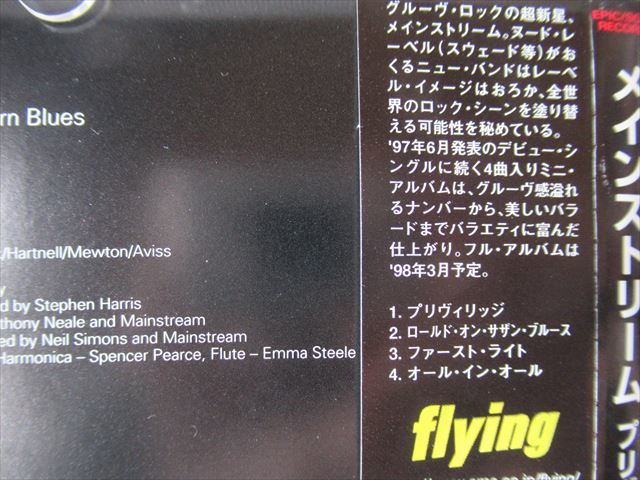 rn Blues
/Hartnell/Mewton/Aviss
d by Stephen Harris
thony Neale and Mainstream
ed by Neil Simons and Mainstream
Harmonica – Spencer Pearce, Flute – Emma Steele
グルーヴ・ロックの超新星、
メインストリーム。ヌード・レ
ーベル(スウェード等)がお
くるニュー・バンドはレーベ
ル・イメージはおろか、全世
界のロック・シーンを塗り替
える可能性を秘めている。
'97年6月発表のデビュー・シ
ングルに続く4曲入りミニ・
アルバムは、グルーヴ感溢れ
るナンバーから、美しいバラ
ードまでバラエティに富んだ
仕上がり。フル・アルバムは
'98年3月予定。
1. プリヴィリッジ
2. ロールド・オン・サザン・ブルース
3. ファースト・ライト
4. オール・イン・オール
flying
EPIC/
RECOR
メインストリーム プリ